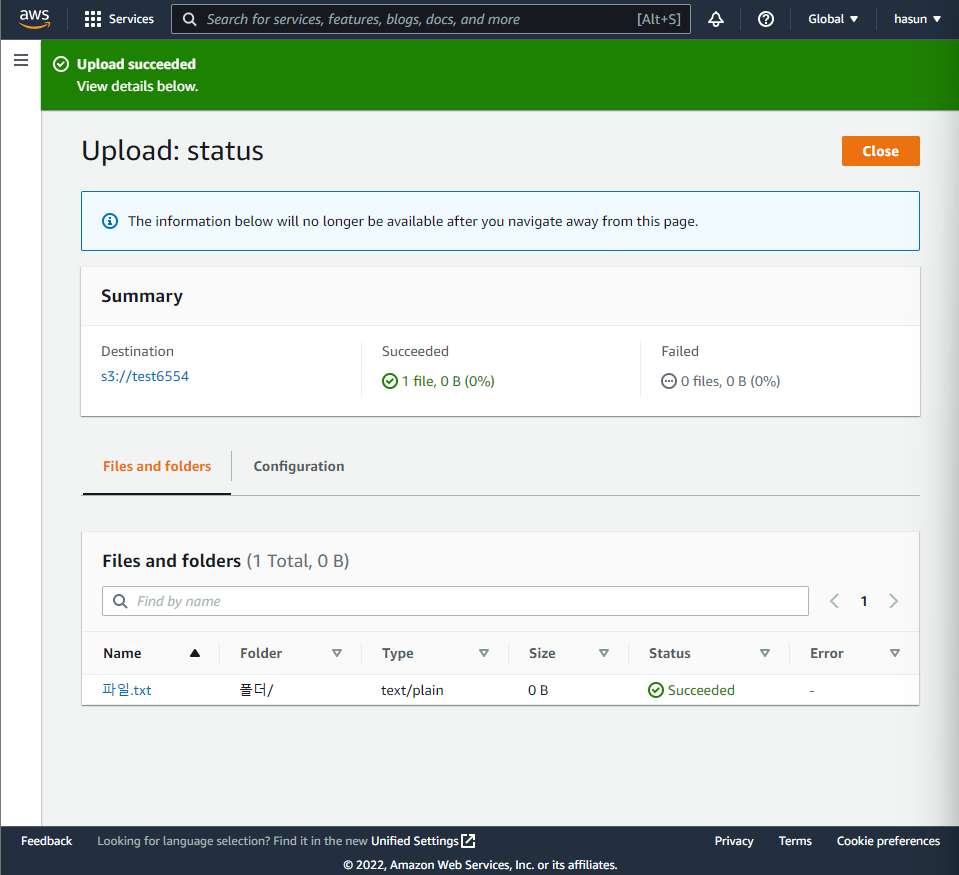 aws Services Search for services, features, blogs, docs, and more [Alt+S] Global hasun
Upload succeeded
View details below.
Upload: status Close
The information below will no longer be available after you navigate away from this page.
Summary
Destination Succeeded Failed
s3://test6554 1 file, 0 B (0%) 0 files, 0 B (0%)
Files and folders Configuration
Files and folders (1 Total, 0 B)
Find by name 1
Name Folder Type Size Status Error
파일.txt 폴더/ text/plain 0 B Succeeded -
Feedback Looking for language selection? Find it in the new Unified Settings Privacy Terms Cookie preferences
© 2022, Amazon Web Services, Inc. or its affiliates.